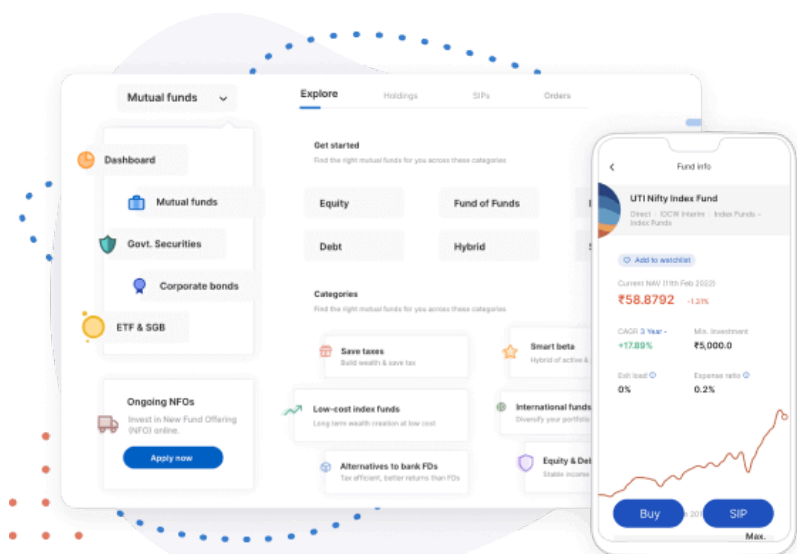 Mutual funds
Explore
Holdings
SIPs
Orders
Dashboard
Mutual funds
Govt. Securities
Corporate bonds
ETF & SGB
Ongoing NFOs
Invest in New Fund Offering
(NFO) online.
Apply now
Get started
Find the right mutual funds for you across these categories
Equity
Fund of Funds
Debt
Hybrid
Categories
Find the right mutual funds for you across these categories
Save taxes
Build wealth & save tax
Smart beta
Hybrid of active &
Low-cost index funds
Long term wealth creation at low cost
International funds
Diversify your portfolio
Alternatives to bank FDs
Tax efficient, better returns than FDs
Equity & Deb
Stable income
Fund info
UTI Nifty Index Fund
Direct | IDCW Interim | Index Funds -
Index Funds
Add to watchlist
Current NAV (11th Feb 2022)
₹58.8792 -1.31%
CAGR 3 Year -
Min. investment
+17.89%
₹5,000.0
Exit load
Expense ratio
0%
0.2%
Buy
SIP
Max.